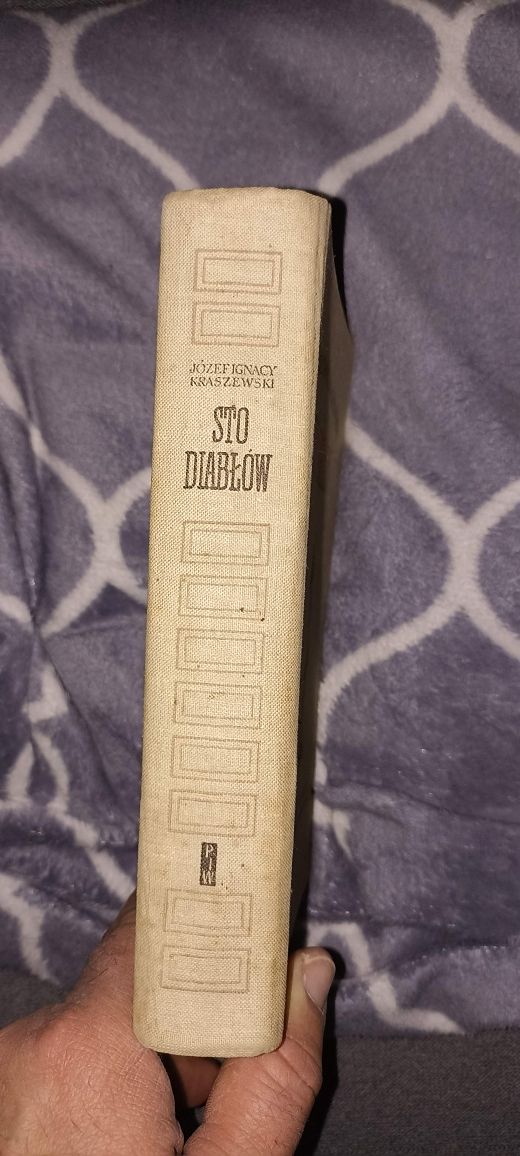 JÓZEF IGNACY
KRASZEWSKI
STO
DIABŁÓW
PIW